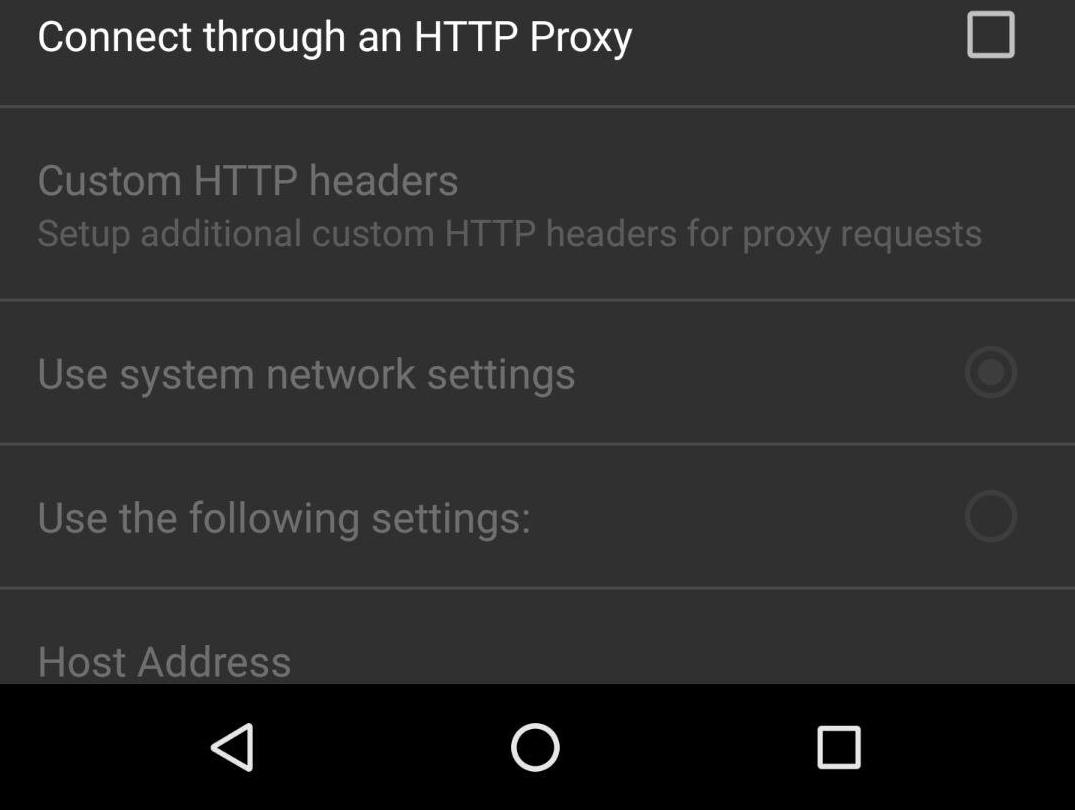 Connect through an HTTP Proxy
Custom HTTP headers
Setup additional custom HTTP headers for proxy requests
Use system network settings
Use the following settings:
Host Address